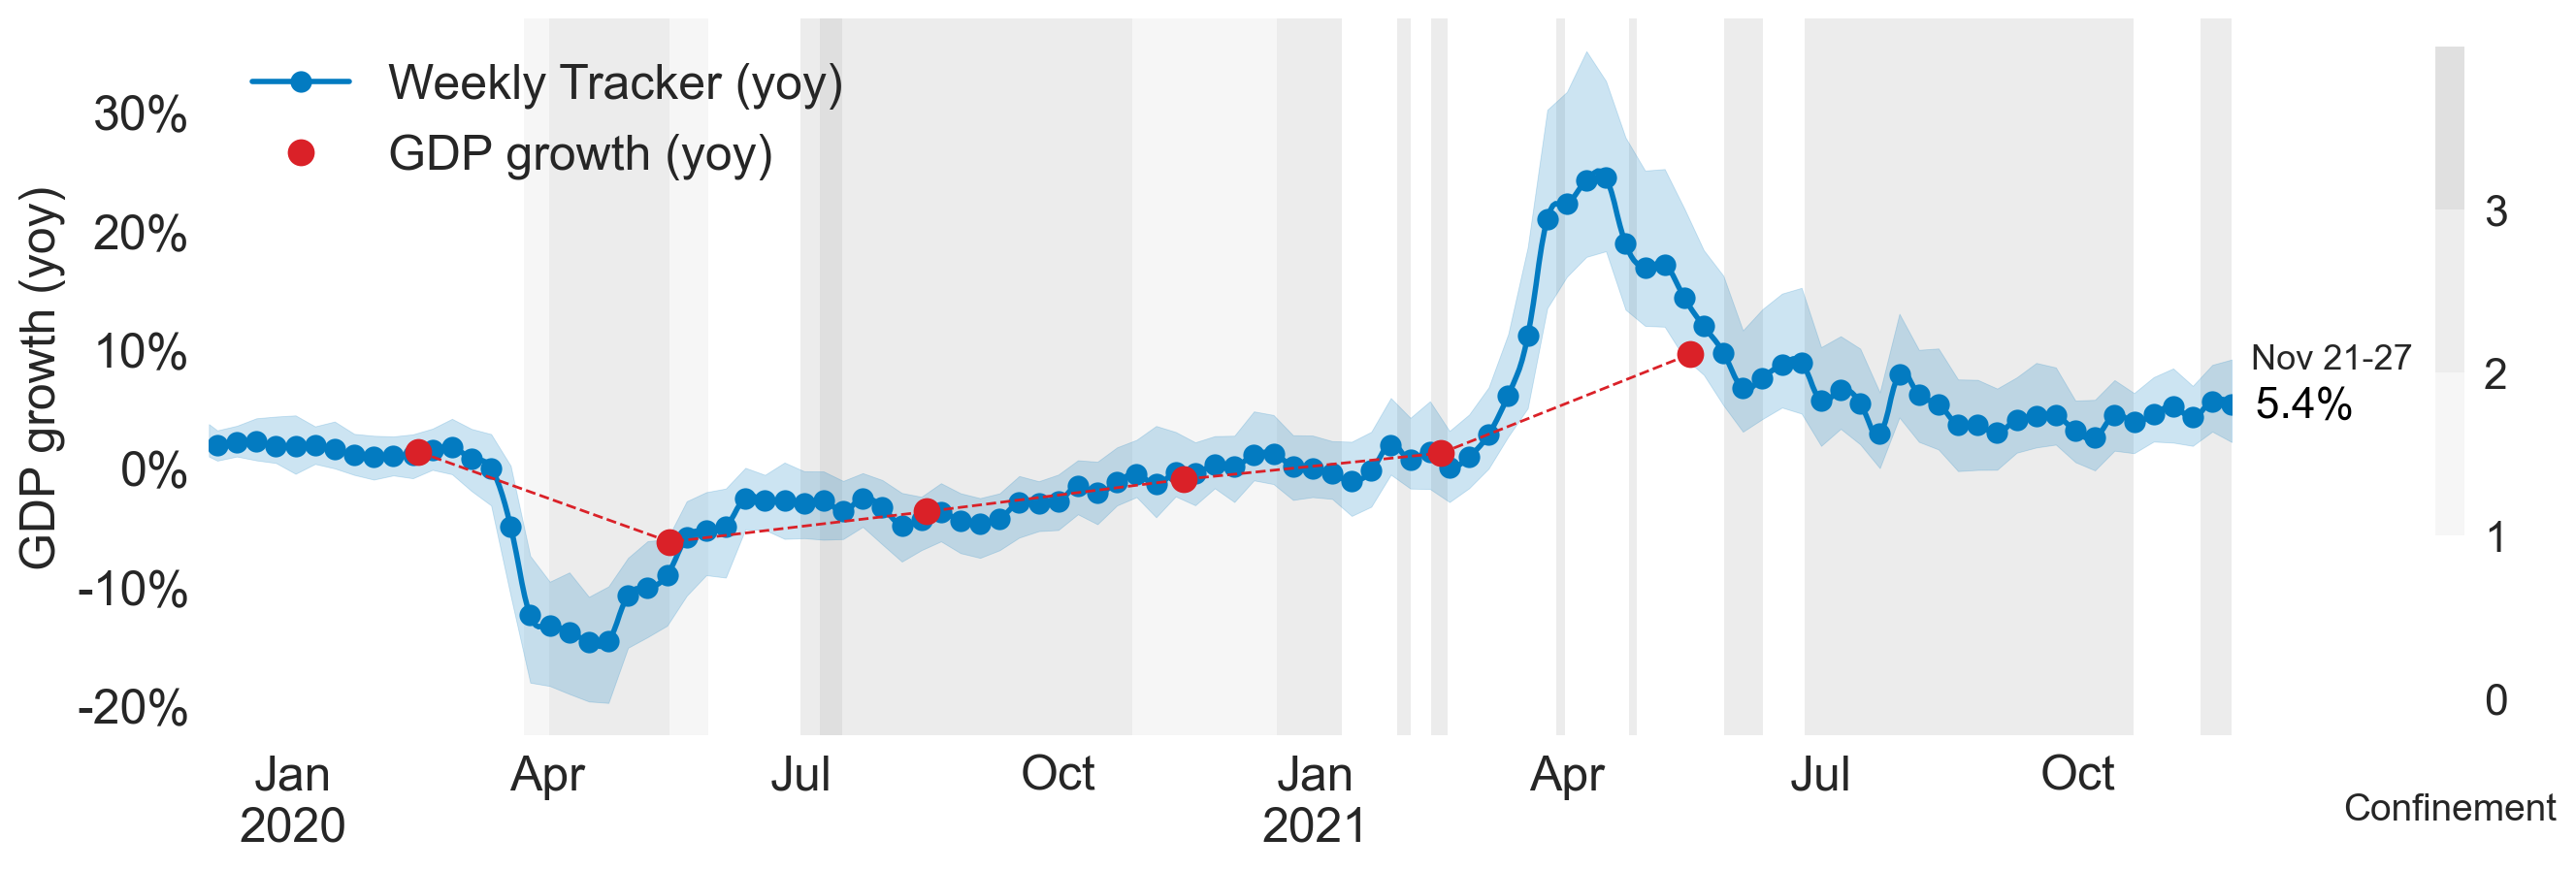 Weekly Tracker (yoy)
GDP growth (yoy)
GDP growth (yoy)
30%
20%
10%
0%
-10%
-20%
Jan
2020
Apr
Jul
Oct
Jan
2021
Apr
Jul
Oct
Nov 21-27
5.4%
3
2
1
0
Confinement